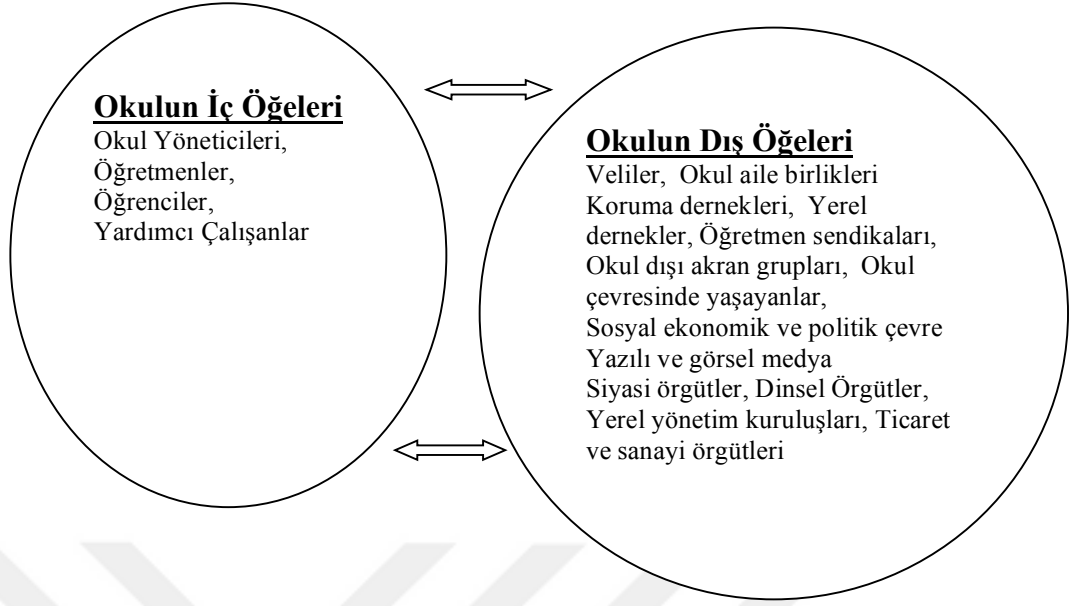 Okulun İç Öğeleri
Okul Yöneticileri,
Öğretmenler,
Öğrenciler,
Yardımcı Çalışanlar
Okulun Dış Öğeleri
Veliler, Okul aile birlikleri
Koruma dernekleri, Yerel
dernekler, Öğretmen sendikaları,
Okul dışı akran grupları, Okul
çevresinde yaşayanlar,
Sosyal ekonomik ve politik çevre
Yazılı ve görsel medya
Siyasi örgütler, Dinsel Örgütler,
Yerel yönetim kuruluşları, Ticaret
ve sanayi örgütleri